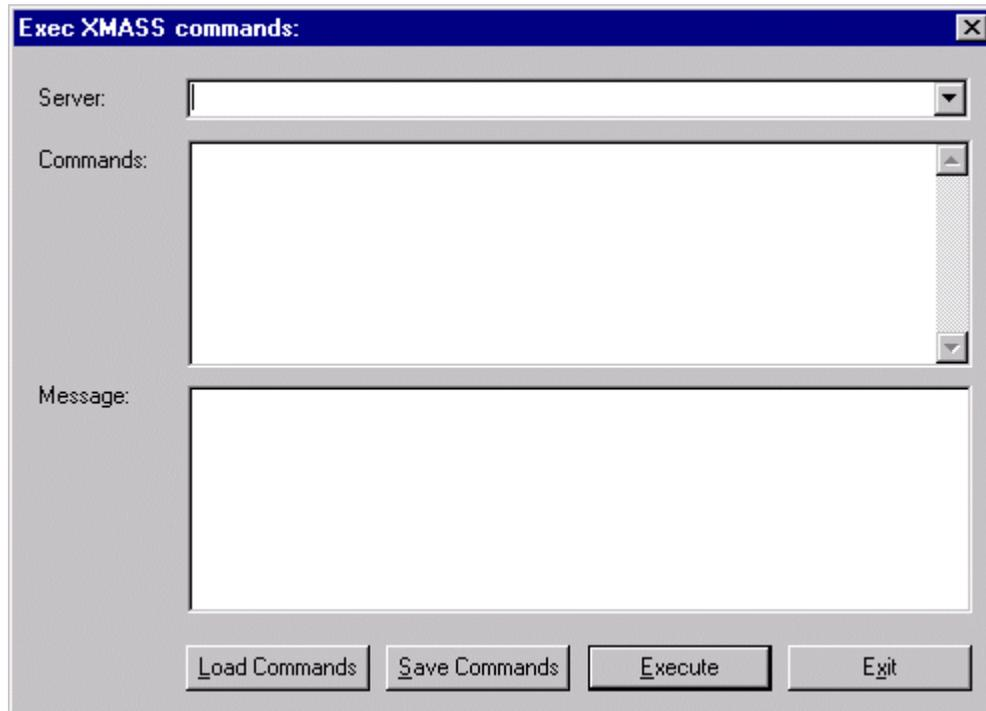 Exec XMASS commands:
Server:
Commands:
Message:
Load Commands Save Commands Execute Exit